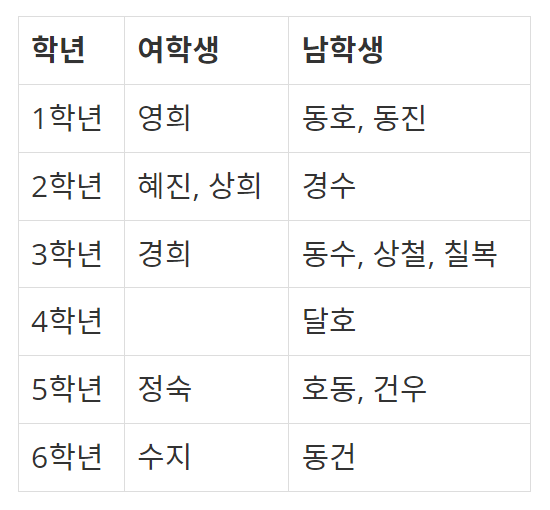 학년 여학생 남학생
1학년 영희 동호, 동진
2학년 혜진, 상희 경수
3학년 경희 동수, 상철, 칠복
4학년 달호
5학년 정숙 호동, 건우
6학년 수지 동건